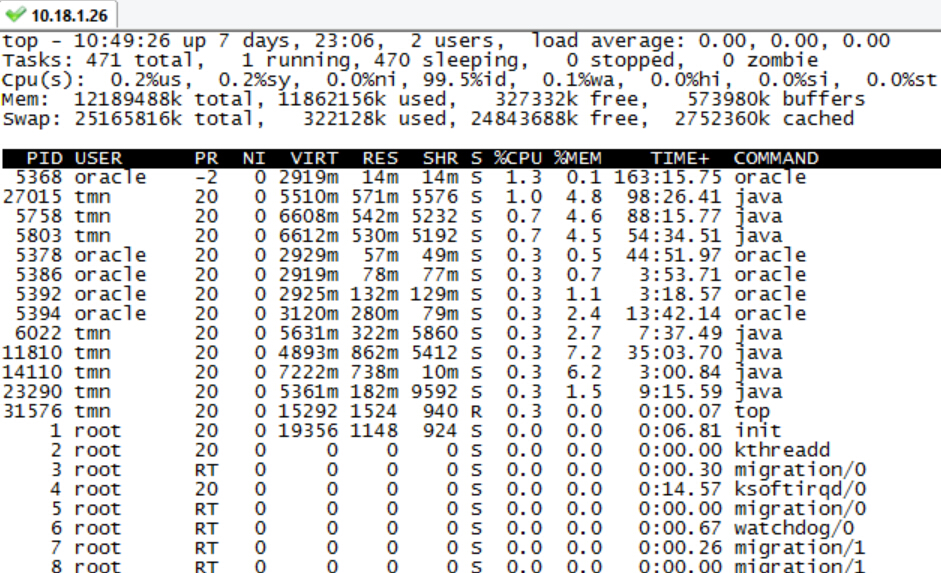 10.18.1.26
top - 10:49:26 up 7 days, 23:06,  2 users,  load average: 0.00, 0.00, 0.00
Tasks: 471 total,   1 running, 470 sleeping,   0 stopped,   0 zombie
Cpu(s):  0.2%us,  0.2%sy,  0.0%ni, 99.5%id,  0.1%wa,  0.0%hi,  0.0%si,  0.0%st
Mem:  12189488k total, 11862156k used,   327332k free,   573980k buffers
Swap: 25165816k total,   322128k used, 24843688k free,  2752360k cached
PID USER      PR  NI  VIRT  RES  SHR S %CPU %MEM    TIME+  COMMAND
5368 oracle    -2   0 2919m  14m  14m S  1.3  0.1 163:15.75 oracle
27015 tmn       20   0 5510m 571m 5576 S  1.0  4.8  98:26.41 java
5758 tmn       20   0 6608m 542m 5232 S  0.7  4.6  88:15.77 java
5803 tmn       20   0 6612m 530m 5192 S  0.7  4.5  54:34.51 java
5378 oracle    20   0 2929m  57m  49m S  0.3  0.5  44:51.97 oracle
5386 oracle    20   0 2919m  78m  77m S  0.3  0.7   3:53.71 oracle
5392 oracle    20   0 2925m 132m 129m S  0.3  1.1   3:18.57 oracle
5394 oracle    20   0 3120m 280m  79m S  0.3  2.4  13:42.14 oracle
6022 tmn       20   0 5631m 322m 5860 S  0.3  2.7   7:37.49 java
11810 tmn       20   0 4893m 862m 5412 S  0.3  7.2  35:03.70 java
14110 tmn       20   0 7222m 738m  10m S  0.3  6.2   3:00.84 java
23290 tmn       20   0 5361m 182m 9592 S  0.3  1.5   9:15.59 java
31576 tmn       20   0 15292 1524  940 R  0.3  0.0   0:00.07 top
1 root      20   0 19356 1148  924 S  0.0  0.0   0:06.81 init
2 root      20   0     0    0    0 S  0.0  0.0   0:00.00 kthreadd
3 root      RT   0     0    0    0 S  0.0  0.0   0:00.30 migration/0
4 root      20   0     0    0    0 S  0.0  0.0   0:14.57 ksoftirqd/0
5 root      RT   0     0    0    0 S  0.0  0.0   0:00.00 migration/0
6 root      RT   0     0    0    0 S  0.0  0.0   0:00.67 watchdog/0
7 root      RT   0     0    0    0 S  0.0  0.0   0:00.26 migration/1
8 root      RT   0     0    0    0 S  0.0  0.0   0:00.00 migration/1